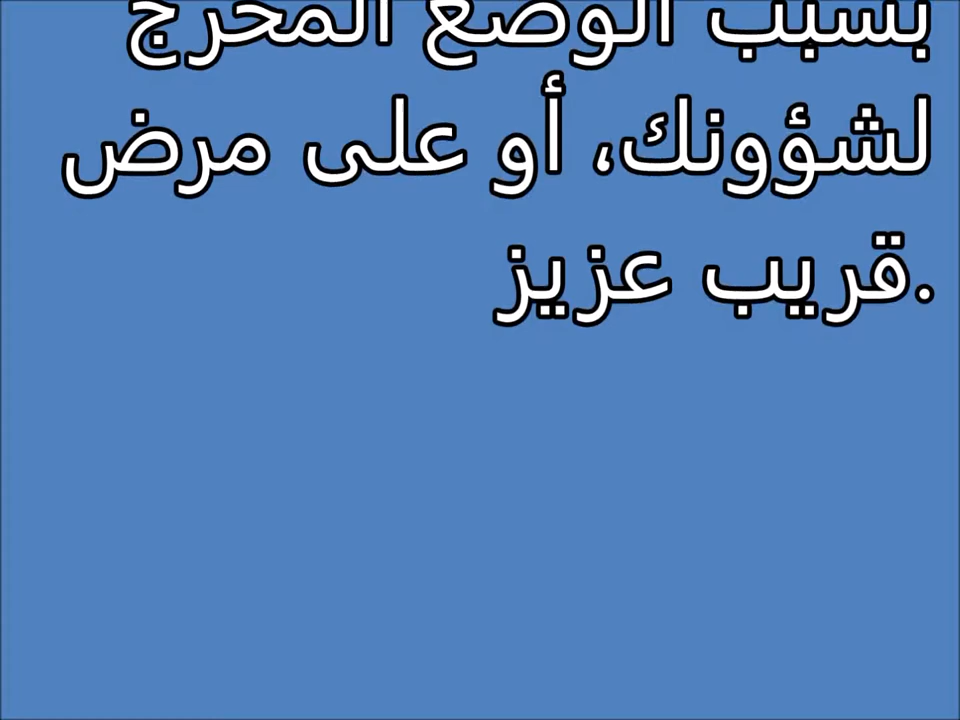 بسبب الوضع المحرج
لشؤونك، أو على مرض
.قريب عزيز